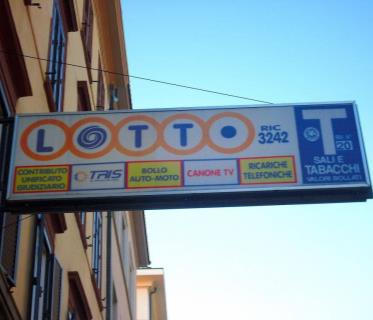 LOTTO
RIC
3242
T
RIV. N°
20
SALI E
TABACCHI
VALORI BOLLATI
CONTRIBUTO
UNIFICATO
GIUDIZIARIO
TRIS
BOLLO
AUTO-MOTO
CANONE TV
RICARICHE
TELEFONICHE